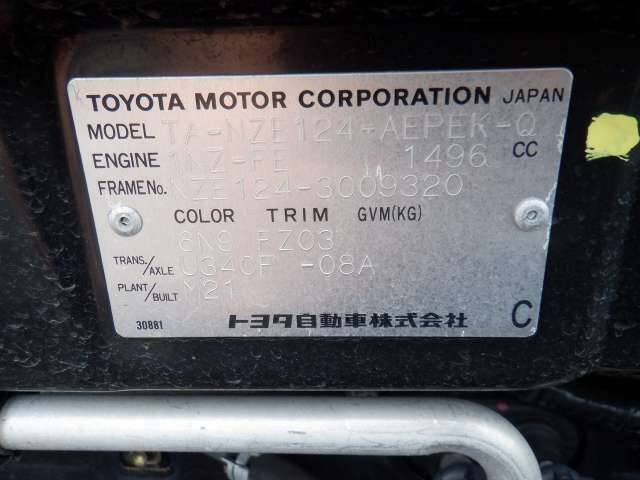 TOYOTA MOTOR CORPORATION JAPAN
MODEL TA-NZE124-AEPEK-Q
ENGINE 1NZ-FE 1496 CC
FRAME No. NZE124-3009320
COLOR TRIM GVM(KG)
6N9 FZ03
TRANS./AXLE U340F -08A
PLANT/BUILT M21
30881 トヨタ自動車株式会社 C